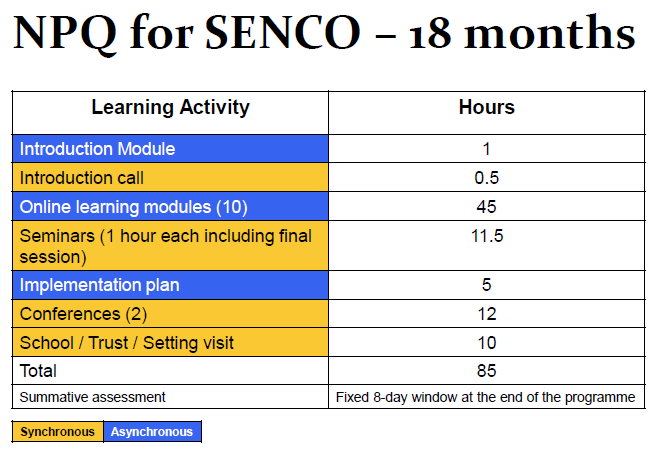 NPQ for SENCO – 18 months
Learning Activity Hours
Introduction Module 1
Introduction call 0.5
Online learning modules (10) 45
Seminars (1 hour each including final 11.5
session)
Implementation plan 5
Conferences (2) 12
School / Trust / Setting visit 10
Total 85
Summative assessment Fixed 8-day window at the end of the programme
Synchronous Asynchronous